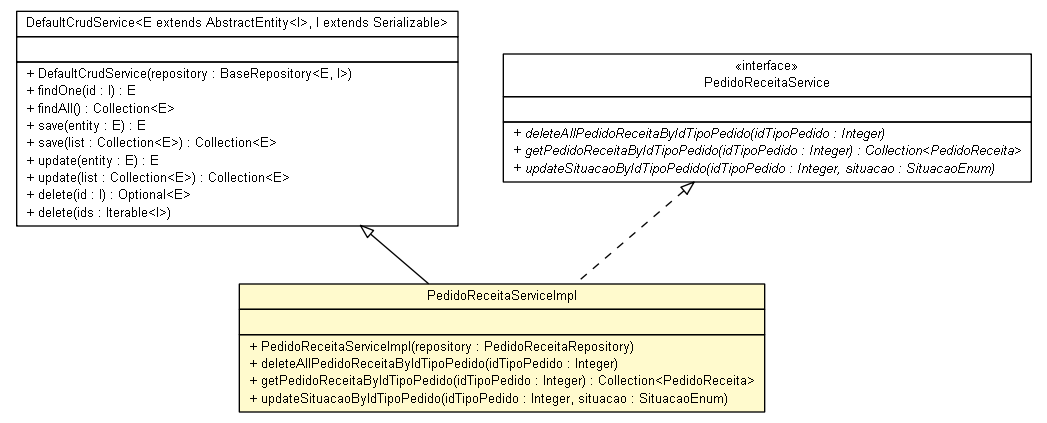 DefaultCrudService<E extends AbstractEntity<I>, I extends Serializable>
+ DefaultCrudService(repository : BaseRepository<E, I>)
+ findOne(id : I) : E
+ findAll() : Collection<E>
+ save(entity : E) : E
+ save(list : Collection<E>) : Collection<E>
+ update(entity : E) : E
+ update(list : Collection<E>) : Collection<E>
+ delete(id : I) : Optional<E>
+ delete(ids : Iterable<I>)
«interface»
PedidoReceitaService
+ deleteAllPedidoReceitaByIdTipoPedido(idTipoPedido : Integer)
+ getPedidoReceitaByIdTipoPedido(idTipoPedido : Integer) : Collection<PedidoReceita>
+ updateSituacaoByIdTipoPedido(idTipoPedido : Integer, situacao : SituacaoEnum)
PedidoReceitaServiceImpl
+ PedidoReceitaServiceImpl(repository : PedidoReceitaRepository)
+ deleteAllPedidoReceitaByIdTipoPedido(idTipoPedido : Integer)
+ getPedidoReceitaByIdTipoPedido(idTipoPedido : Integer) : Collection<PedidoReceita>
+ updateSituacaoByIdTipoPedido(idTipoPedido : Integer, situacao : SituacaoEnum)